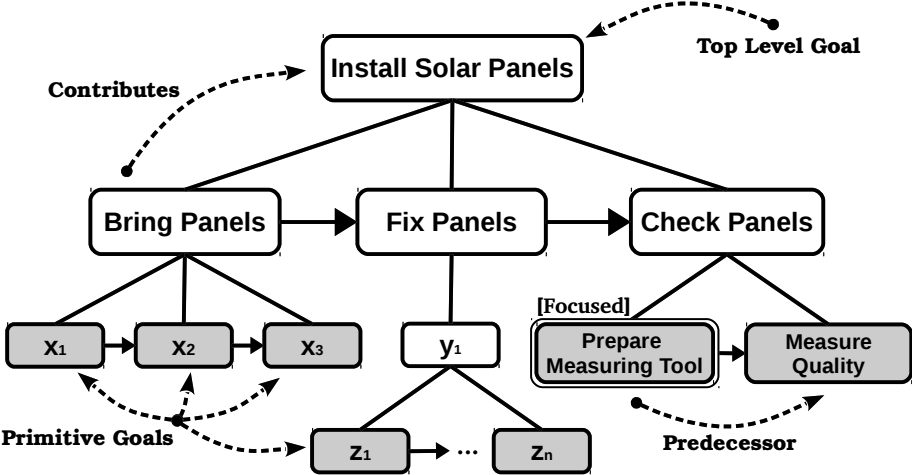 Top Level Goal
Install Solar Panels
Contributes
Bring Panels
Fix Panels
Check Panels
[Focused]
x1
x2
x3
y1
Prepare
Measuring Tool
Measure
Quality
Primitive Goals
Predecessor
z1
...
zn